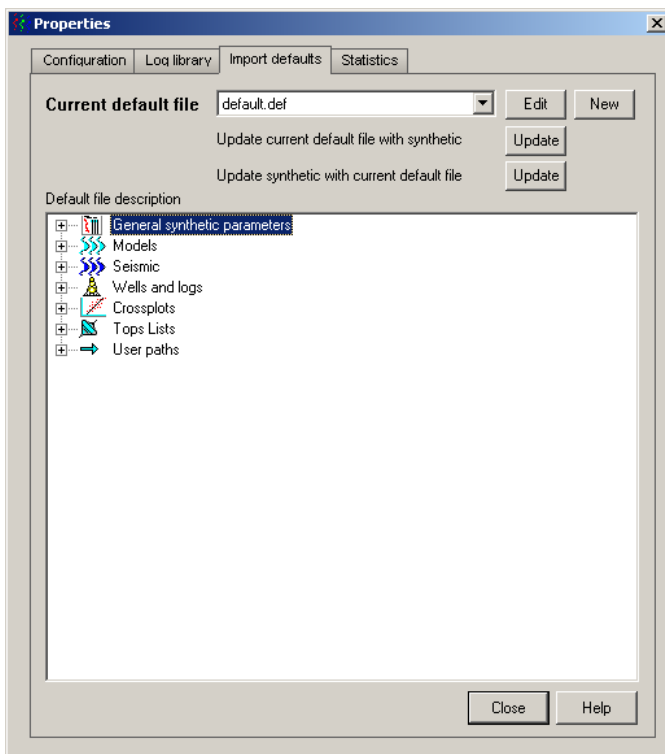 Properties
Configuration Log library Import defaults Statistics
Current default file default.def Edit New
Update current default file with synthetic Update
Update synthetic with current default file Update
Default file description
General synthetic parameters
Models
Seismic
Wells and logs
Crossplots
Tops Lists
User paths
Close Help